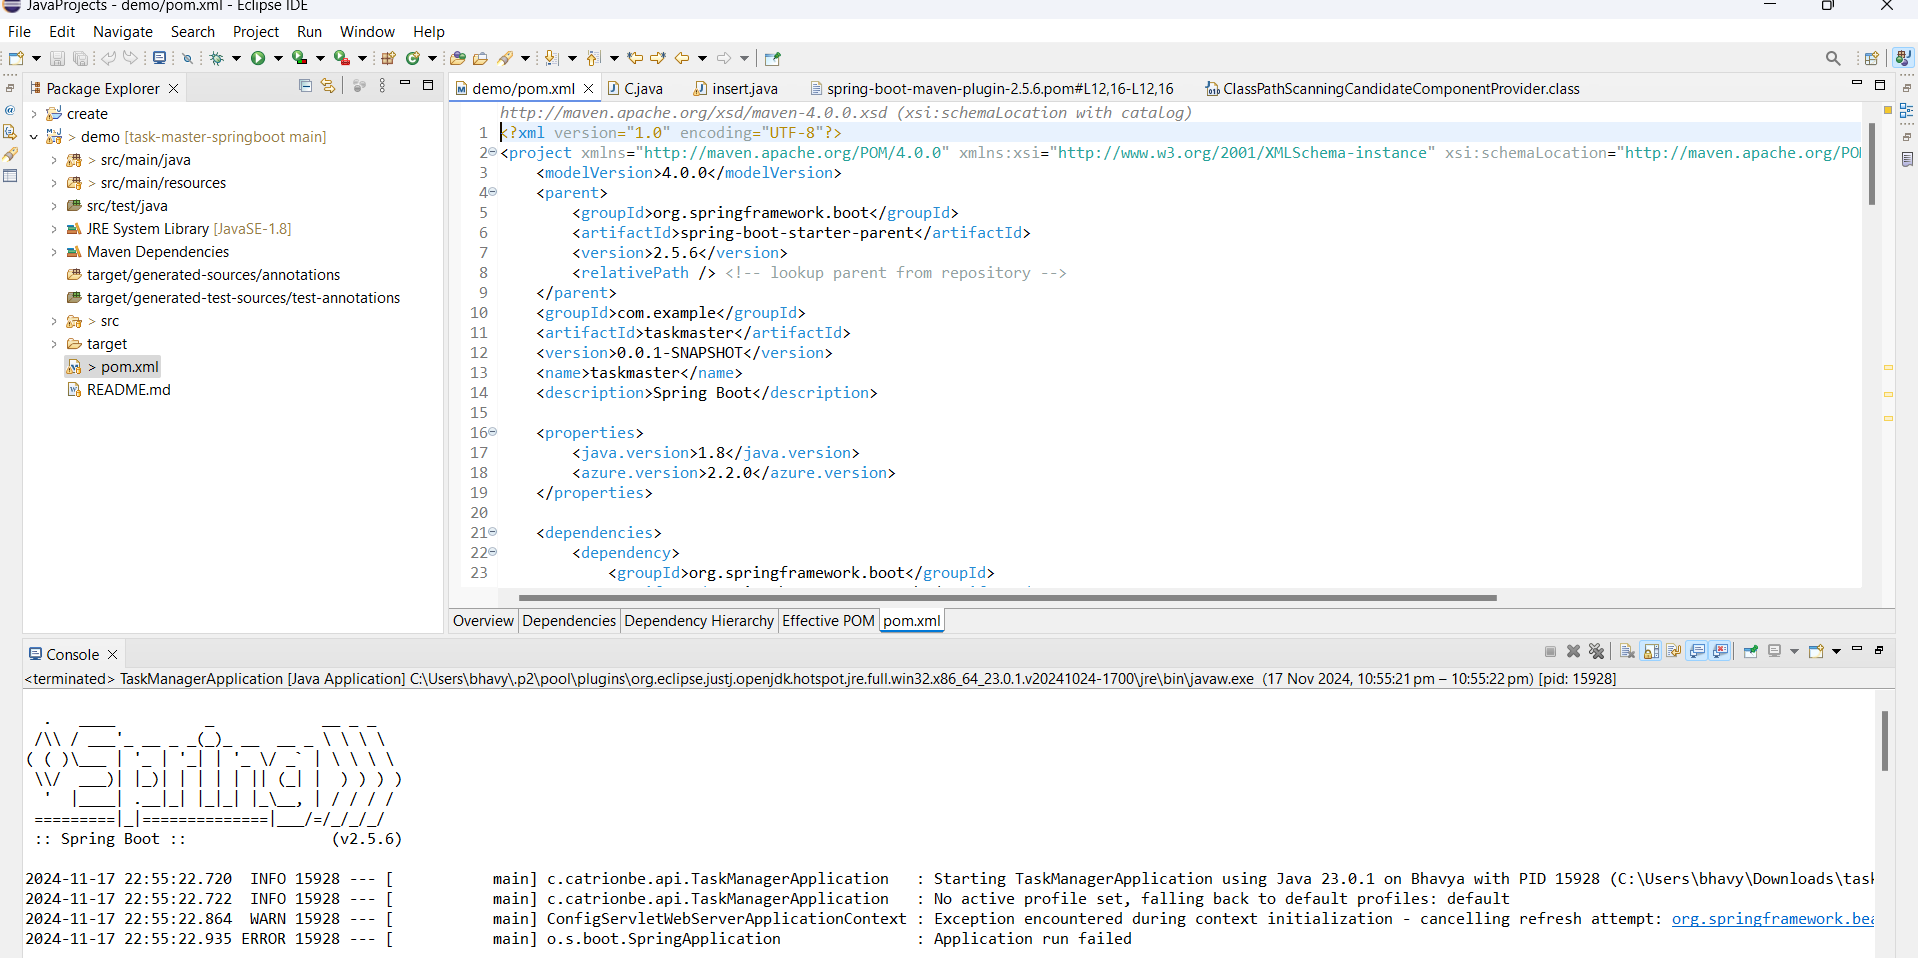 JavaProjects - demo/pom.xml - Eclipse IDE
File Edit Navigate Search Project Run Window Help
Package Explorer
create
> demo [task-master-springboot main]
> src/main/java
> src/main/resources
src/test/java
JRE System Library [JavaSE-1.8]
Maven Dependencies
target/generated-sources/annotations
target/generated-test-sources/test-annotations
> src
target
> pom.xml
README.md
demo/pom.xml C.java insert.java spring-boot-maven-plugin-2.5.6.pom#L12,16-L12,16 ClassPathScanningCandidateComponentProvider.class
http://maven.apache.org/xsd/maven-4.0.0.xsd (xsi:schemaLocation with catalog)
1 <?xml version="1.0" encoding="UTF-8"?>
2 <project xmlns="http://maven.apache.org/POM/4.0.0" xmlns:xsi="http://www.w3.org/2001/XMLSchema-instance" xsi:schemaLocation="http://maven.apache.org/PO
3 <modelVersion>4.0.0</modelVersion>
4 <parent>
5 <groupId>org.springframework.boot</groupId>
6 <artifactId>spring-boot-starter-parent</artifactId>
7 <version>2.5.6</version>
8 <relativePath /> <!-- lookup parent from repository -->
9 </parent>
10 <groupId>com.example</groupId>
11 <artifactId>taskmaster</artifactId>
12 <version>0.0.1-SNAPSHOT</version>
13 <name>taskmaster</name>
14 <description>Spring Boot</description>
15
16 <properties>
17 <java.version>1.8</java.version>
18 <azure.version>2.2.0</azure.version>
19 </properties>
20
21 <dependencies>
22 <dependency>
23 <groupId>org.springframework.boot</groupId>
Overview Dependencies Dependency Hierarchy Effective POM pom.xml
Console
<terminated> TaskManagerApplication [Java Application] C:\Users\bhavy\.p2\pool\plugins\org.eclipse.justj.openjdk.hotspot.jre.full.win32.x86_64_23.0.1.v20241024-1700\jre\bin\javaw.exe (17 Nov 2024, 10:55:21 pm – 10:55:22 pm) [pid: 15928]
  .   ____          _            __ _ _
 /\\ / ___'_ __ _ _(_)_ __  __ _ \ \ \ \
( ( )\___ | '_ | '_| | '_ \/ _` | \ \ \ \
 \\/  ___)| |_)| | | | | || (_| |  ) ) ) )
  '  |____| .__|_| |_|_| |_\__, | / / / /
 =========|_|==============|___/=/_/_/_/
:: Spring Boot :: (v2.5.6)
2024-11-17 22:55:22.720 INFO 15928 --- [ main] c.catrionbe.api.TaskManagerApplication : Starting TaskManagerApplication using Java 23.0.1 on Bhavya with PID 15928 (C:\Users\bhavy\Downloads\task
2024-11-17 22:55:22.722 INFO 15928 --- [ main] c.catrionbe.api.TaskManagerApplication : No active profile set, falling back to default profiles: default
2024-11-17 22:55:22.864 WARN 15928 --- [ main] ConfigServletWebServerApplicationContext : Exception encountered during context initialization - cancelling refresh attempt: org.springframework.bea
2024-11-17 22:55:22.935 ERROR 15928 --- [ main] o.s.boot.SpringApplication : Application run failed